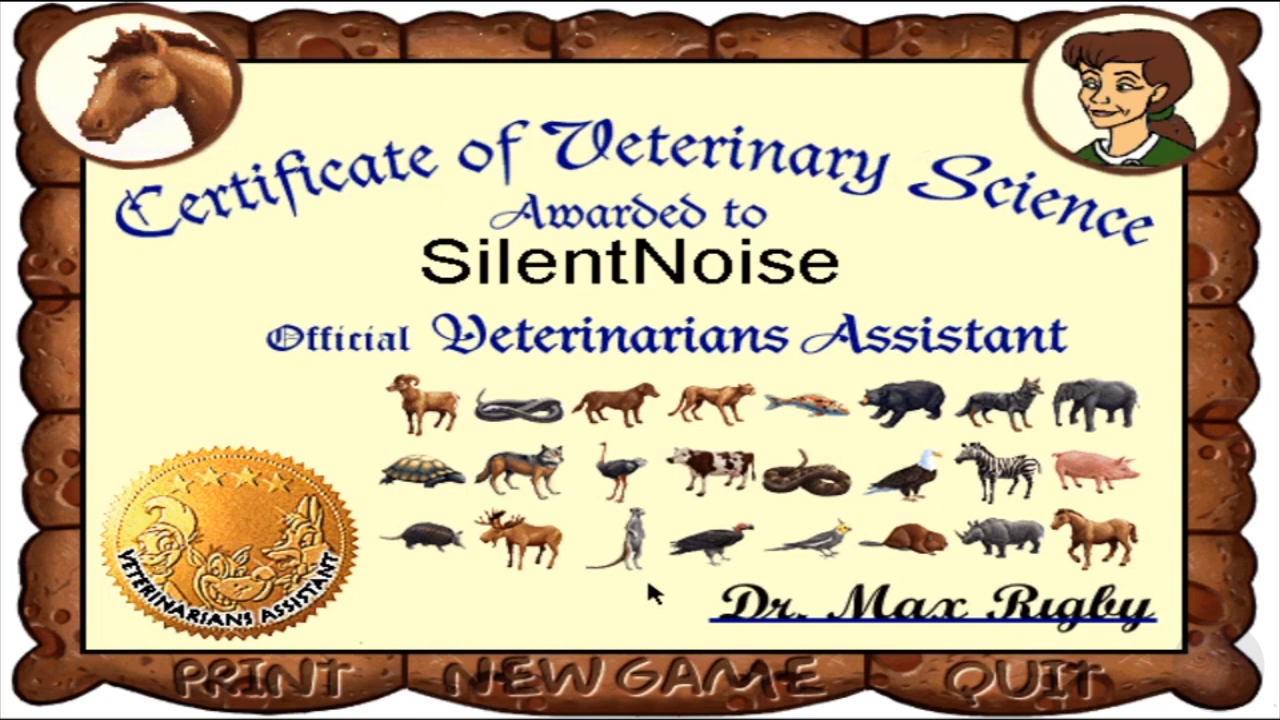 Certificate of Veterinary Science
Awarded to
SilentNoise
Official Veterinarians Assistant
VETERINARIANS ASSISTANT
Dr. Max Rigby
PRINT
NEW GAME
QUIT